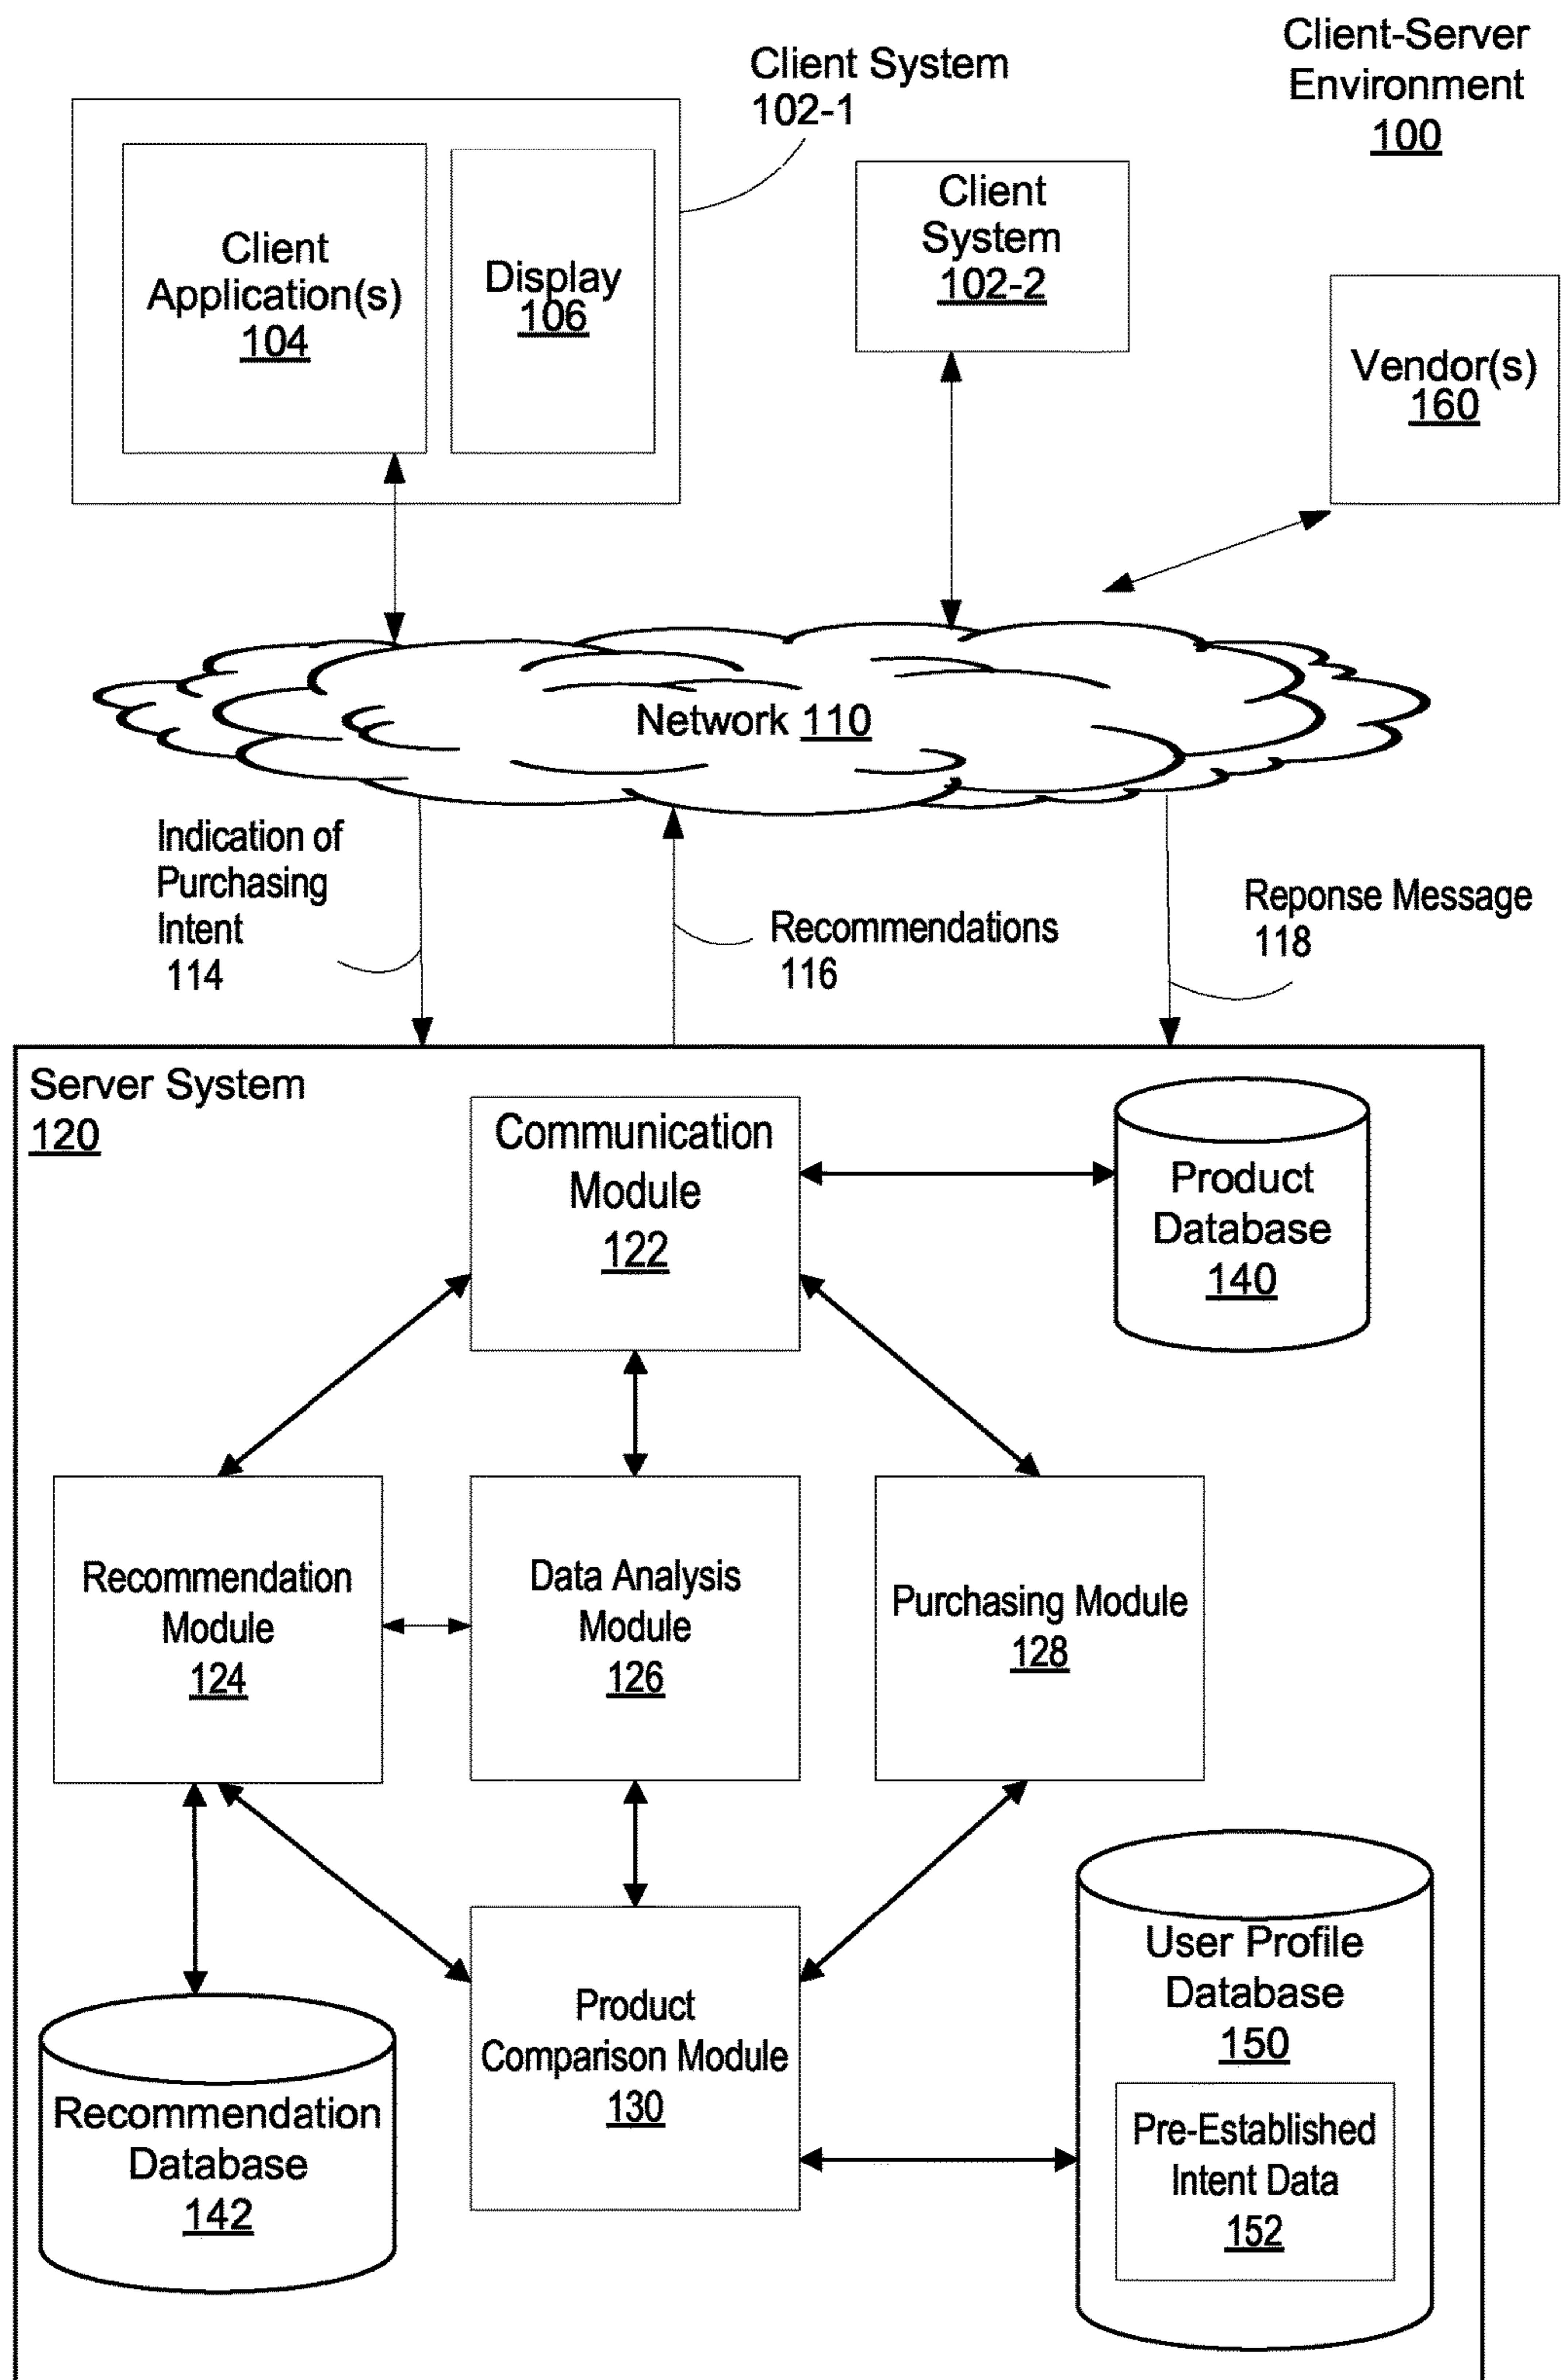 Client-Server
Environment
100
Client System
102-1
Client
Application(s)
104
Display
106
Client
System
102-2
Vendor(s)
160
Network 110
Indication of
Purchasing
Intent
114
Recommendations
116
Reponse Message
118
Server System
120
Communication
Module
122
Product
Database
140
Recommendation
Module
124
Data Analysis
Module
126
Purchasing Module
128
Product
Comparison Module
130
Recommendation
Database
142
User Profile
Database
150
Pre-Established
Intent Data
152